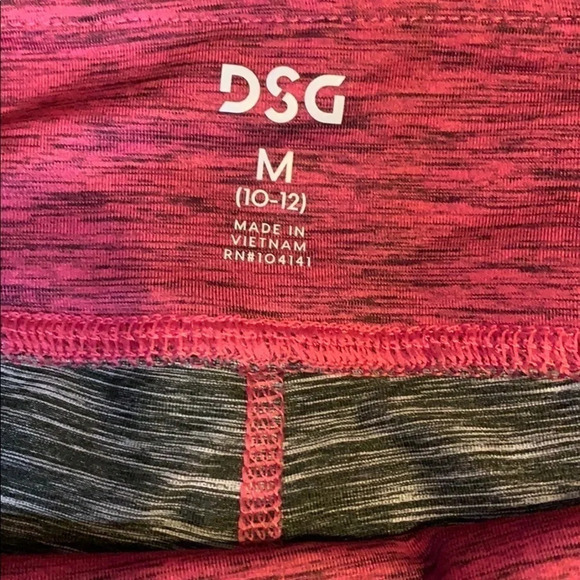 DSG
M
(10-12)
MADE IN
VIETNAM
RN#104141